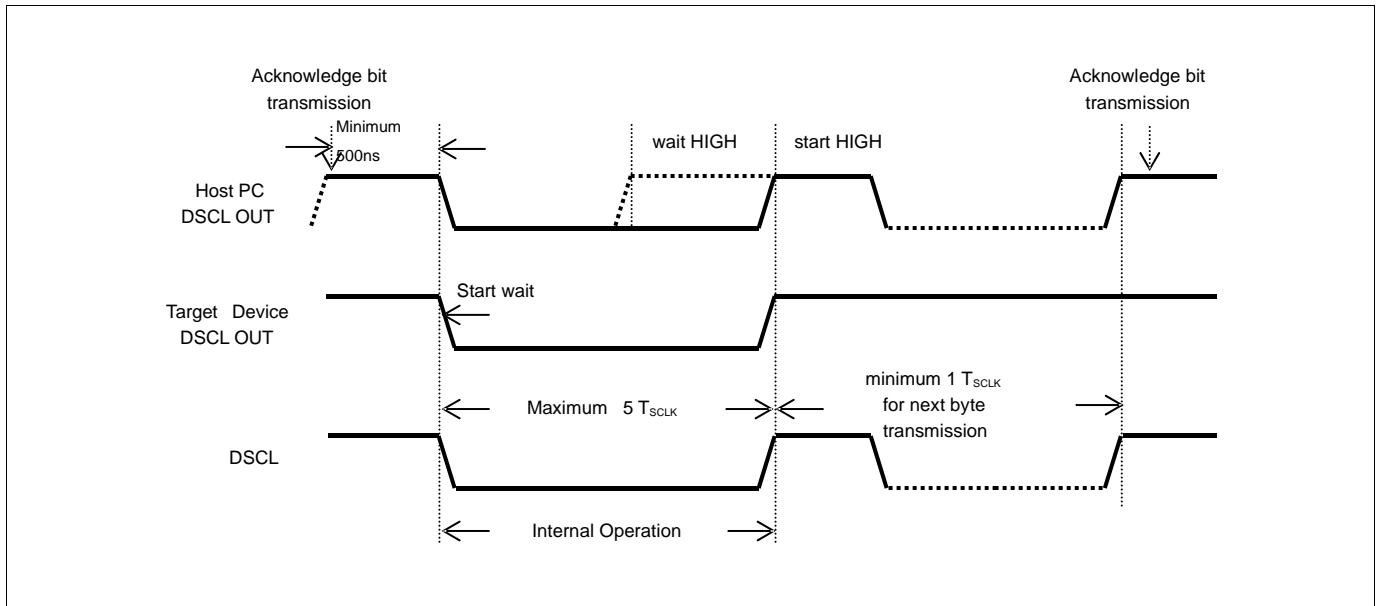 Acknowledge bit
transmission
Acknowledge bit
transmission
Minimum
500ns
wait HIGH
start HIGH
Host PC
DSCL OUT
Start wait
Target Device
DSCL OUT
Maximum 5 TSCLK
minimum 1 TSCLK
for next byte
transmission
DSCL
Internal Operation